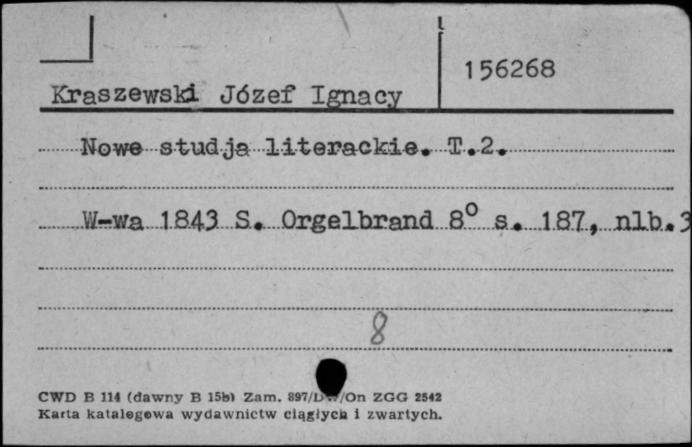 156268
Kraszewski Józef Ignacy
Nowe studja literackie. T.2.
W-wa 1843 S. Orgelbrand 8° s. 187, nlb.3
8
CWD B 114 (dawny B 15b) Zam. 897/D /On ZGG 2542
Karta katalogowa wydawnictw ciągłych i zwartych.